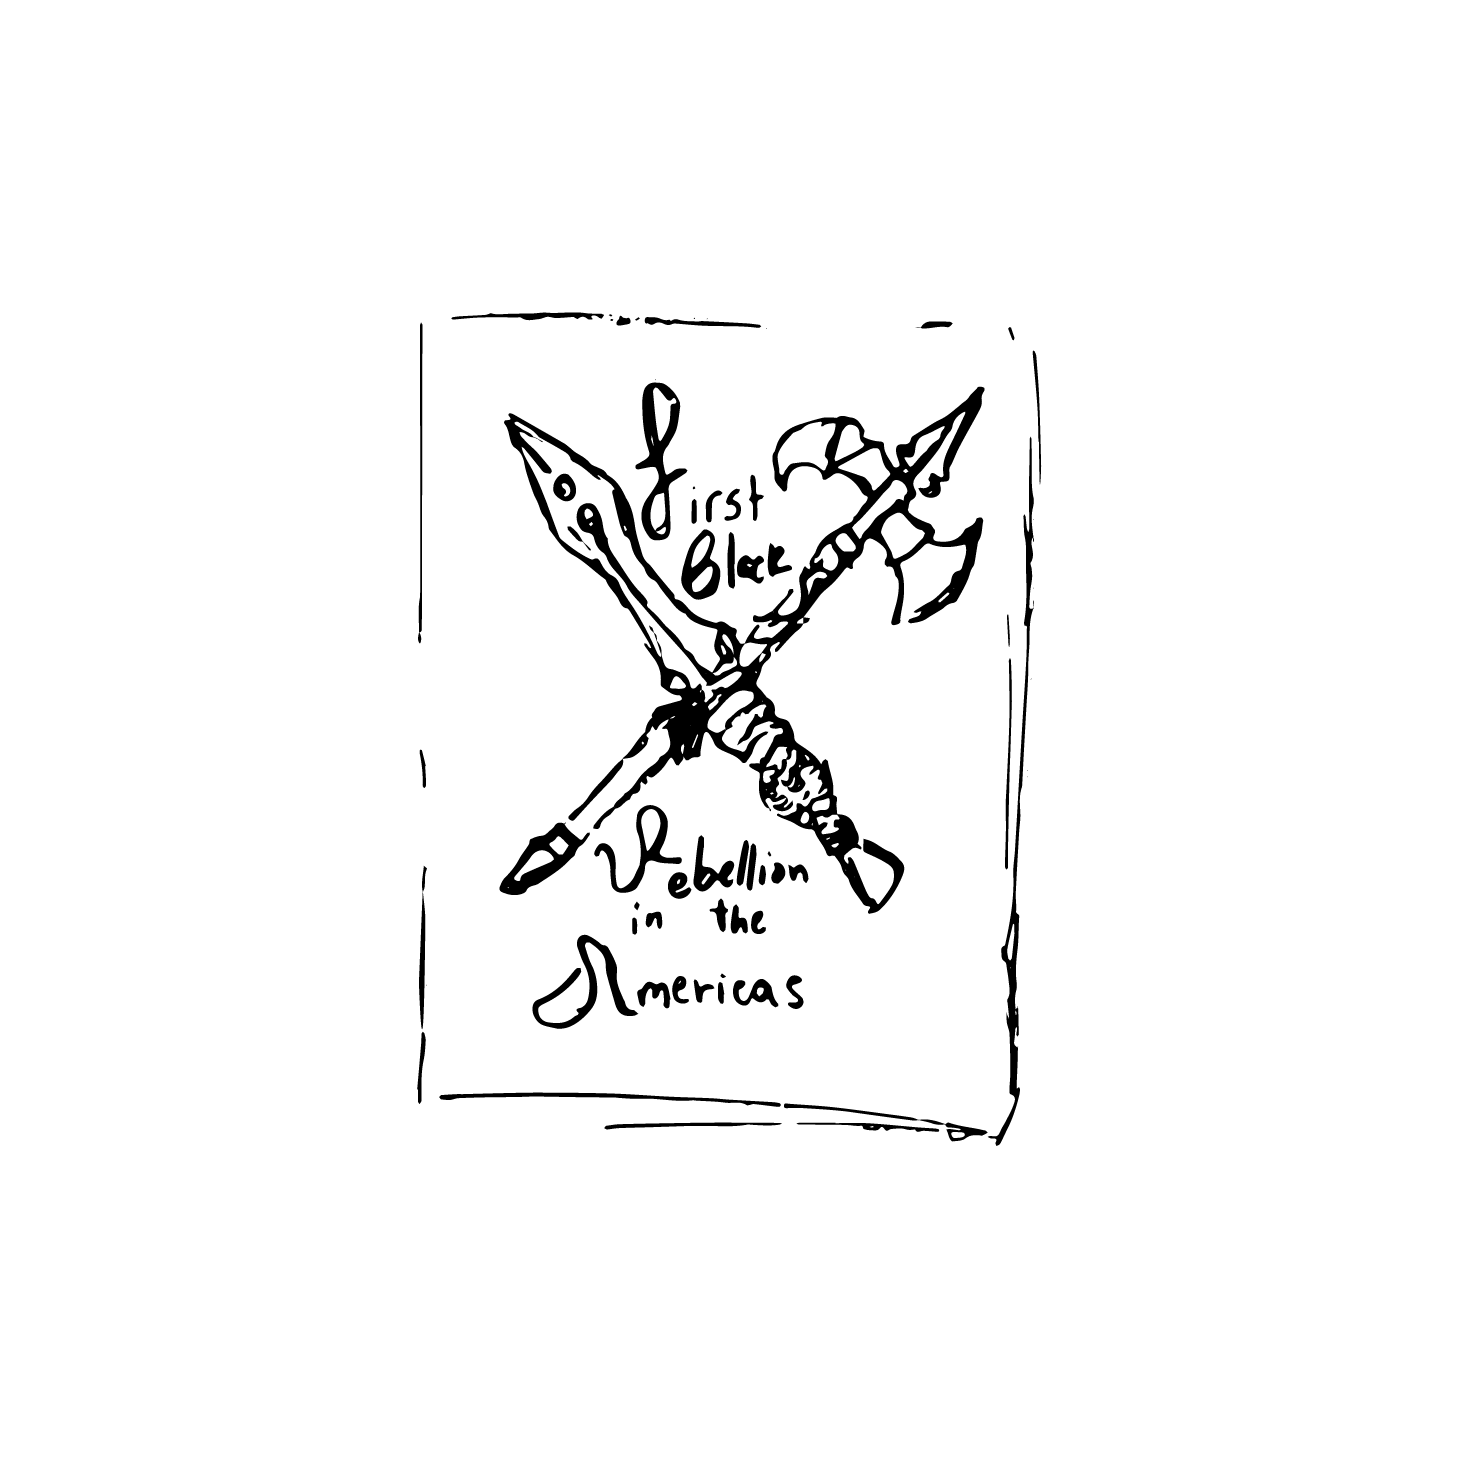 First
Black
Rebellion
in the
Americas